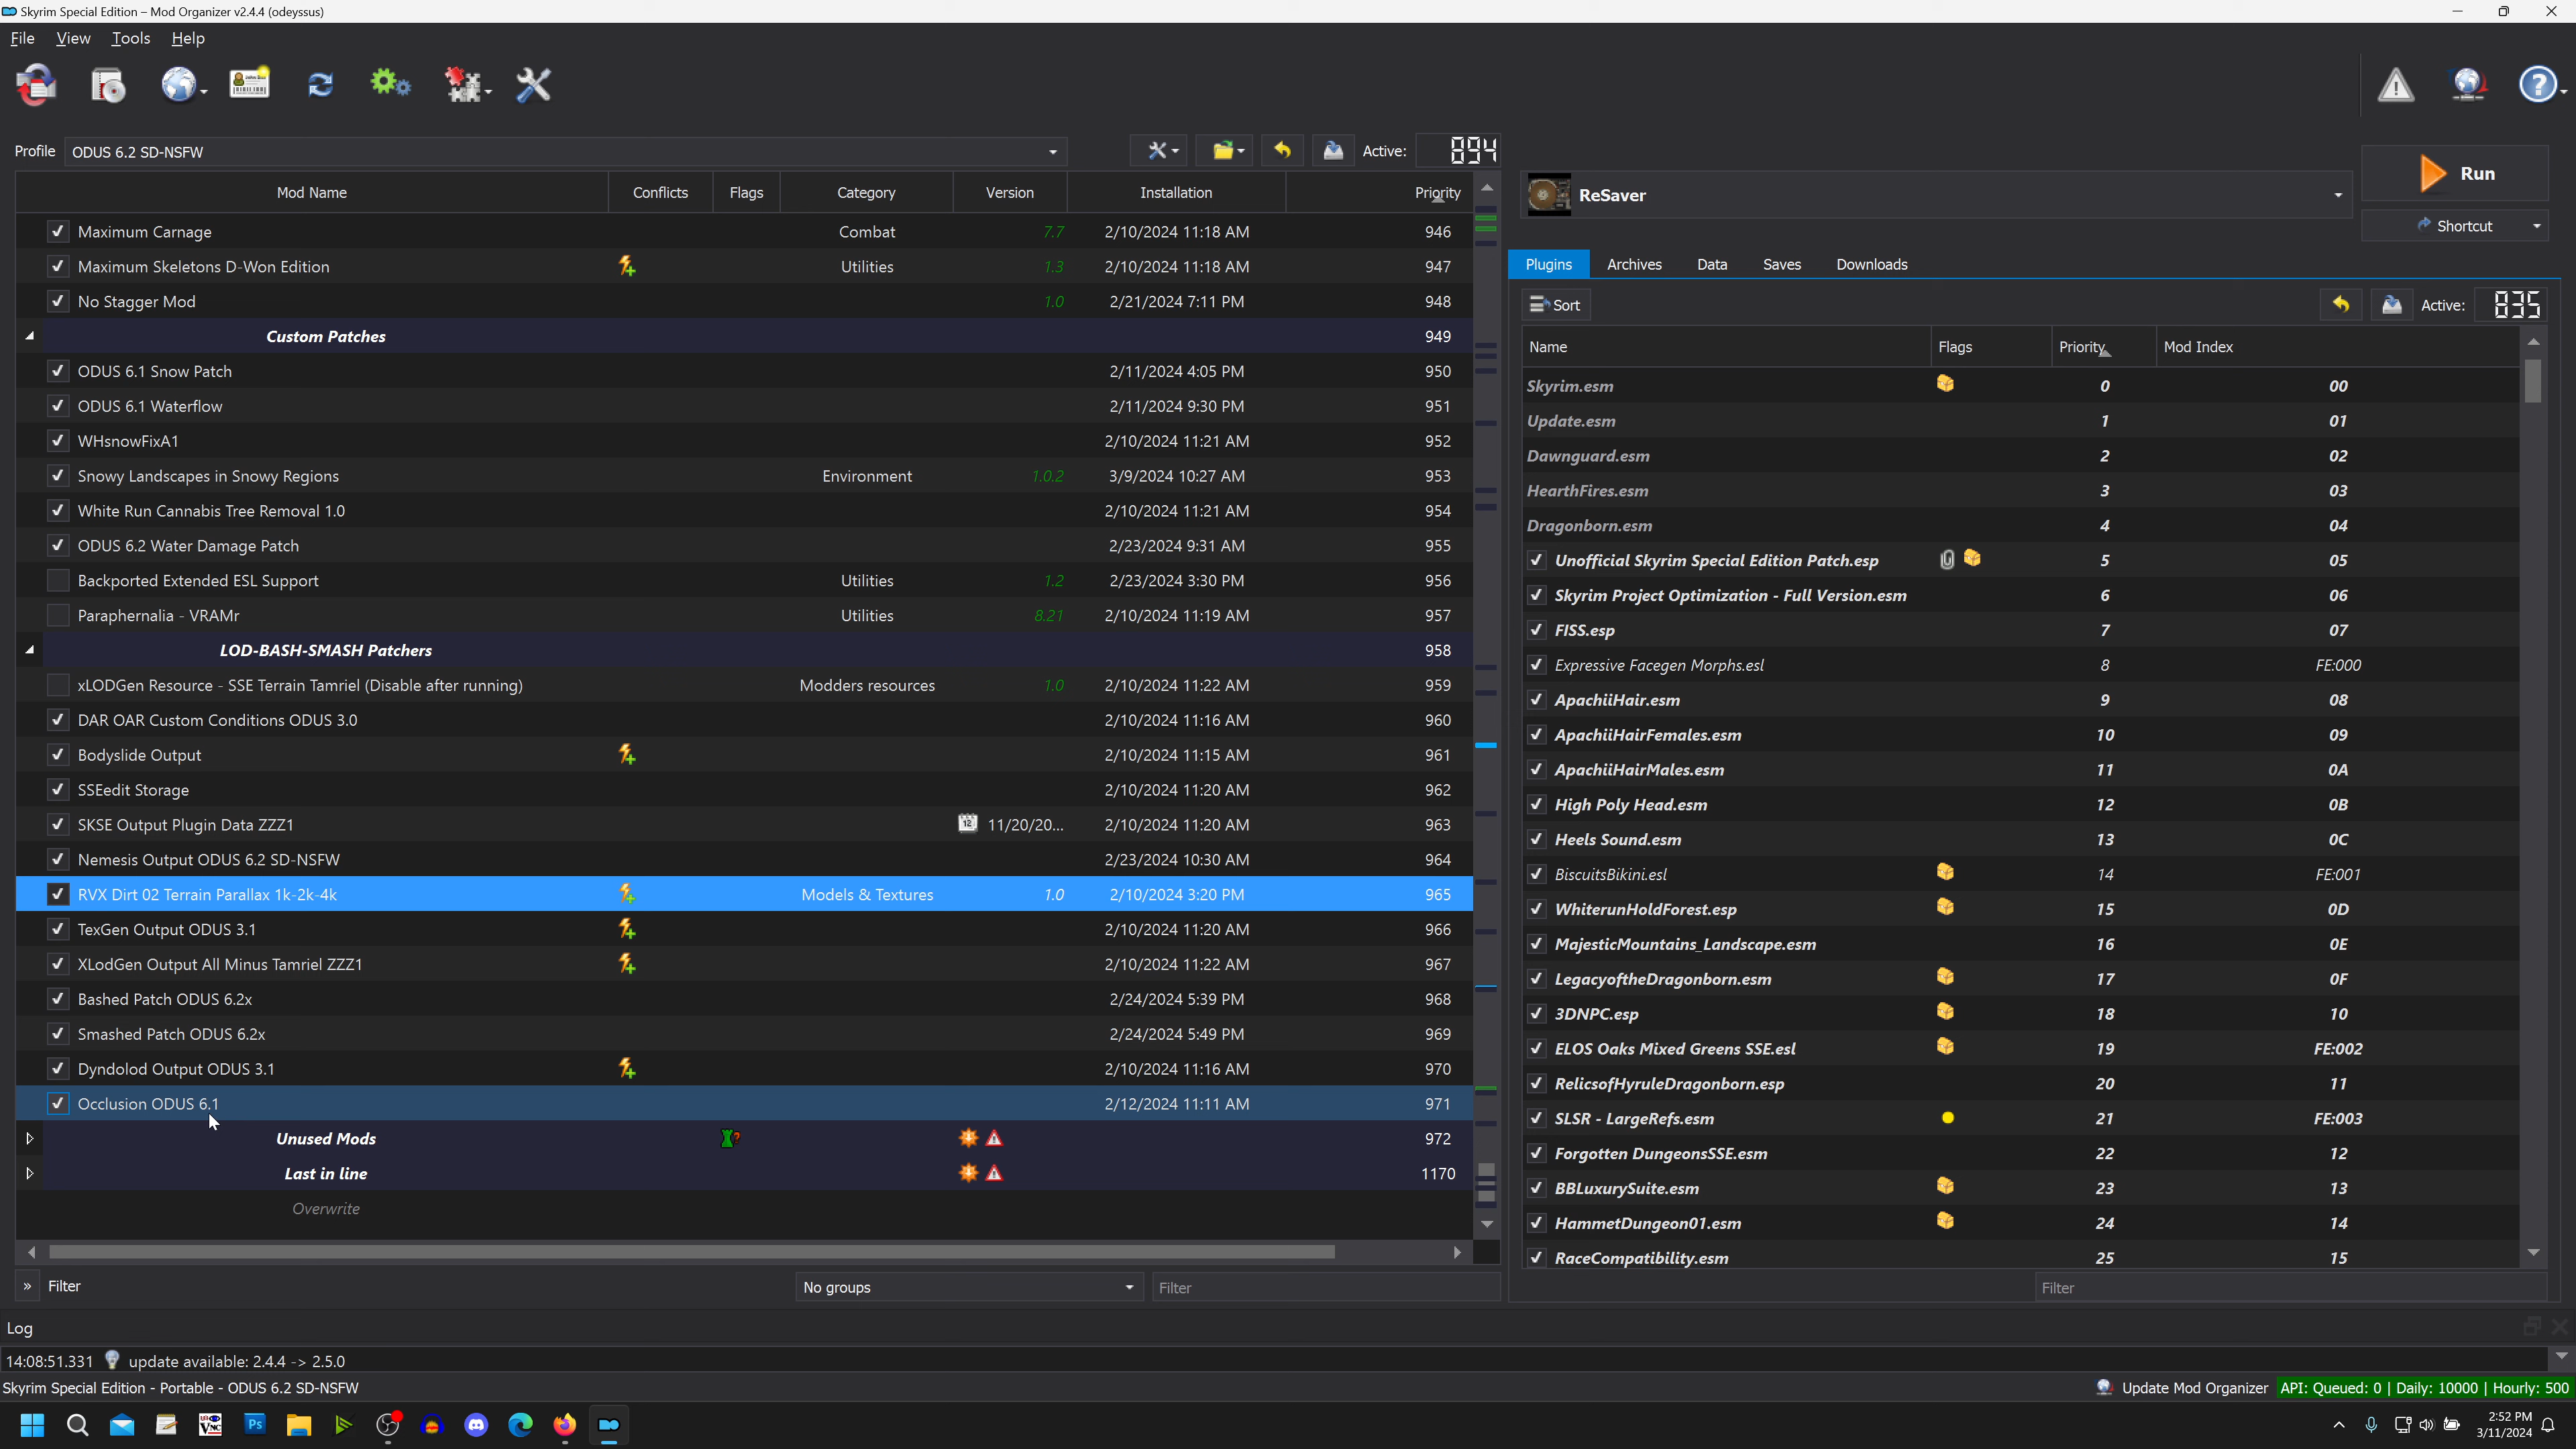 Skyrim Special Edition – Mod Organizer v2.4.4 (odeyssus)
File View Tools Help
Profile ODUS 6.2 SD-NSFW Active: 894
Mod Name Conflicts Flags Category Version Installation Priority
Maximum Carnage Combat 7.7 2/10/2024 11:18 AM 946
Maximum Skeletons D-Won Edition Utilities 1.3 2/10/2024 11:18 AM 947
No Stagger Mod 1.0 2/21/2024 7:11 PM 948
Custom Patches 949
ODUS 6.1 Snow Patch 2/11/2024 4:05 PM 950
ODUS 6.1 Waterflow 2/11/2024 9:30 PM 951
WHsnowFixA1 2/10/2024 11:21 AM 952
Snowy Landscapes in Snowy Regions Environment 1.0.2 3/9/2024 10:27 AM 953
White Run Cannabis Tree Removal 1.0 2/10/2024 11:21 AM 954
ODUS 6.2 Water Damage Patch 2/23/2024 9:31 AM 955
Backported Extended ESL Support Utilities 1.2 2/23/2024 3:30 PM 956
Paraphernalia - VRAMr Utilities 8.21 2/10/2024 11:19 AM 957
LOD-BASH-SMASH Patchers 958
xLODGen Resource - SSE Terrain Tamriel (Disable after running) Modders resources 1.0 2/10/2024 11:22 AM 959
DAR OAR Custom Conditions ODUS 3.0 2/10/2024 11:16 AM 960
Bodyslide Output 2/10/2024 11:15 AM 961
SSEedit Storage 2/10/2024 11:20 AM 962
SKSE Output Plugin Data ZZZ1 11/20/20... 2/10/2024 11:20 AM 963
Nemesis Output ODUS 6.2 SD-NSFW 2/23/2024 10:30 AM 964
RVX Dirt 02 Terrain Parallax 1k-2k-4k Models & Textures 1.0 2/10/2024 3:20 PM 965
TexGen Output ODUS 3.1 2/10/2024 11:20 AM 966
XLodGen Output All Minus Tamriel ZZZ1 2/10/2024 11:22 AM 967
Bashed Patch ODUS 6.2x 2/24/2024 5:39 PM 968
Smashed Patch ODUS 6.2x 2/24/2024 5:49 PM 969
Dyndolod Output ODUS 3.1 2/10/2024 11:16 AM 970
Occlusion ODUS 6.1 2/12/2024 11:11 AM 971
Unused Mods 972
Last in line 1170
Overwrite
» Filter No groups Filter
ReSaver
Run
Shortcut
Plugins Archives Data Saves Downloads
Sort Active: 835
Name Flags Priority Mod Index
Skyrim.esm 0 00
Update.esm 1 01
Dawnguard.esm 2 02
HearthFires.esm 3 03
Dragonborn.esm 4 04
Unofficial Skyrim Special Edition Patch.esp 5 05
Skyrim Project Optimization - Full Version.esm 6 06
FISS.esp 7 07
Expressive Facegen Morphs.esl 8 FE:000
ApachiiHair.esm 9 08
ApachiiHairFemales.esm 10 09
ApachiiHairMales.esm 11 0A
High Poly Head.esm 12 0B
Heels Sound.esm 13 0C
BiscuitsBikini.esl 14 FE:001
WhiterunHoldForest.esp 15 0D
MajesticMountains_Landscape.esm 16 0E
LegacyoftheDragonborn.esm 17 0F
3DNPC.esp 18 10
ELOS Oaks Mixed Greens SSE.esl 19 FE:002
RelicsofHyruleDragonborn.esp 20 11
SLSR - LargeRefs.esm 21 FE:003
Forgotten DungeonsSSE.esm 22 12
BBLuxurySuite.esm 23 13
HammetDungeon01.esm 24 14
RaceCompatibility.esm 25 15
Filter
Log
14:08:51.331 update available: 2.4.4 -> 2.5.0
Skyrim Special Edition - Portable - ODUS 6.2 SD-NSFW Update Mod Organizer API: Queued: 0 | Daily: 10000 | Hourly: 500
Ps
2:52 PM
3/11/2024